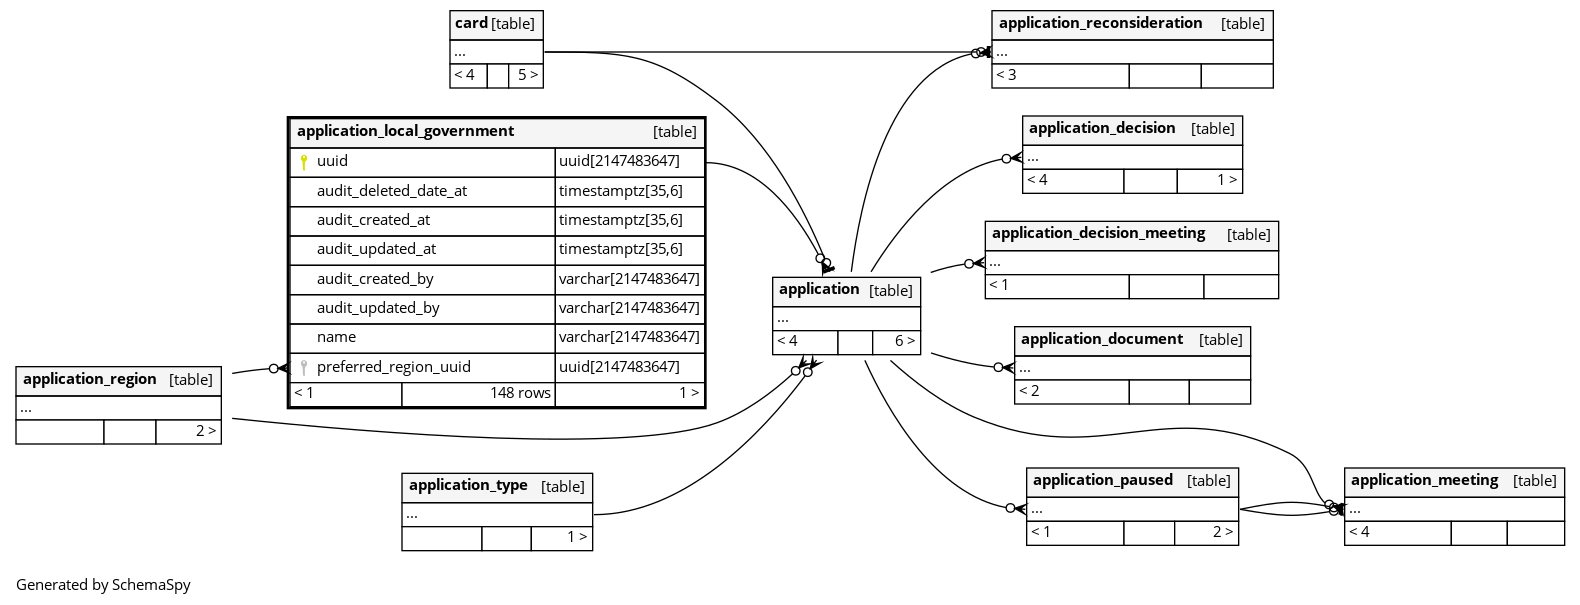 card [table]
...
< 4 5 >
application_reconsideration [table]
...
< 3
application_local_government [table]
uuid uuid[2147483647]
audit_deleted_date_at timestamptz[35,6]
audit_created_at timestamptz[35,6]
audit_updated_at timestamptz[35,6]
audit_created_by varchar[2147483647]
audit_updated_by varchar[2147483647]
name varchar[2147483647]
preferred_region_uuid uuid[2147483647]
< 1 148 rows 1 >
application_decision [table]
...
< 4 1 >
application_decision_meeting [table]
...
< 1
application [table]
...
< 4 6 >
application_document [table]
...
< 2
application_region [table]
...
2 >
application_type [table]
...
1 >
application_paused [table]
...
< 1 2 >
application_meeting [table]
...
< 4
Generated by SchemaSpy